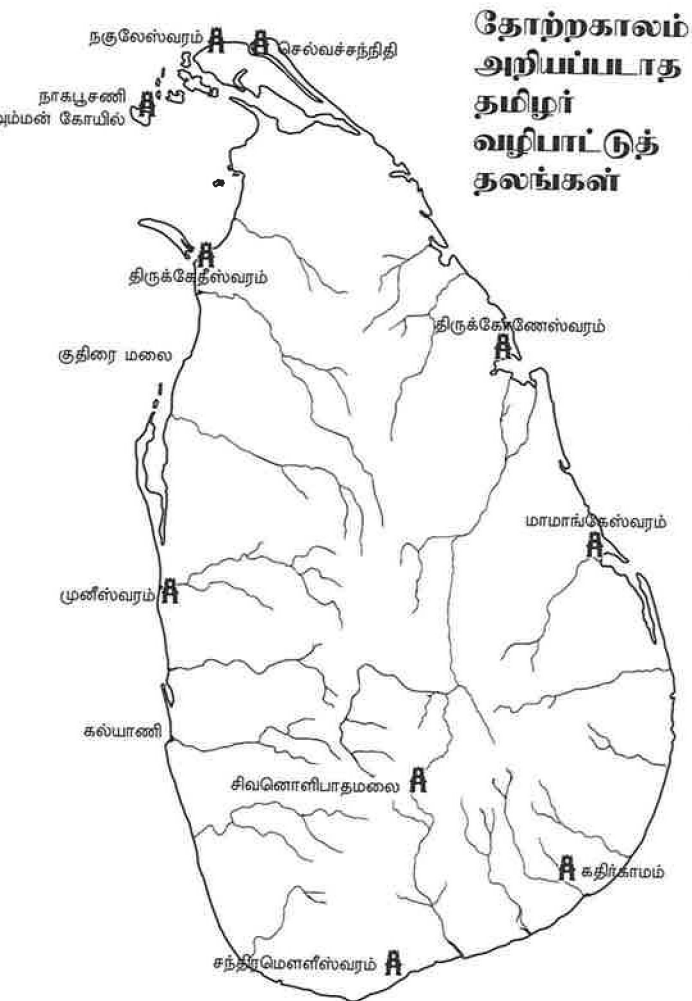 தோற்றகாலம்
அறியப்படாத
தமிழர்
வழிபாட்டுத்
தலங்கள்
நகுலேஸ்வரம்
செல்வச்சந்நிதி
நாகபூசணி
அம்மன் கோயில்
திருக்கேதீஸ்வரம்
திருக்கோணேஸ்வரம்
குதிரை மலை
மாமாங்கேஸ்வரம்
முனீஸ்வரம்
கல்யாணி
சிவனொளிபாதமலை
கதிர்காமம்
சந்திரமௌளீஸ்வரம்